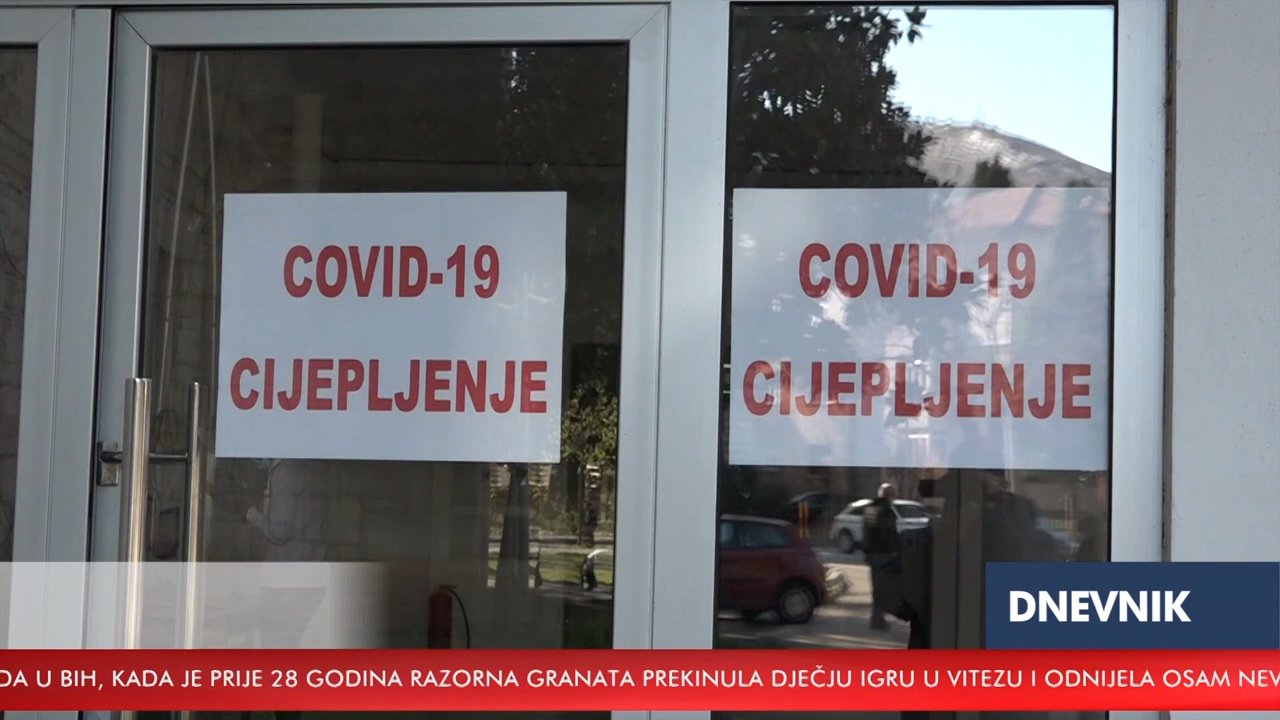 COVID-19
CIJEPLJENJE
COVID-19
CIJEPLJENJE
DNEVNIK
U BIH, KADA JE PRIJE 28 GODINA RAZORNA GRANATA PREKINULA DJEČJU IGRU U VITEZU I ODNIJELA OSAM